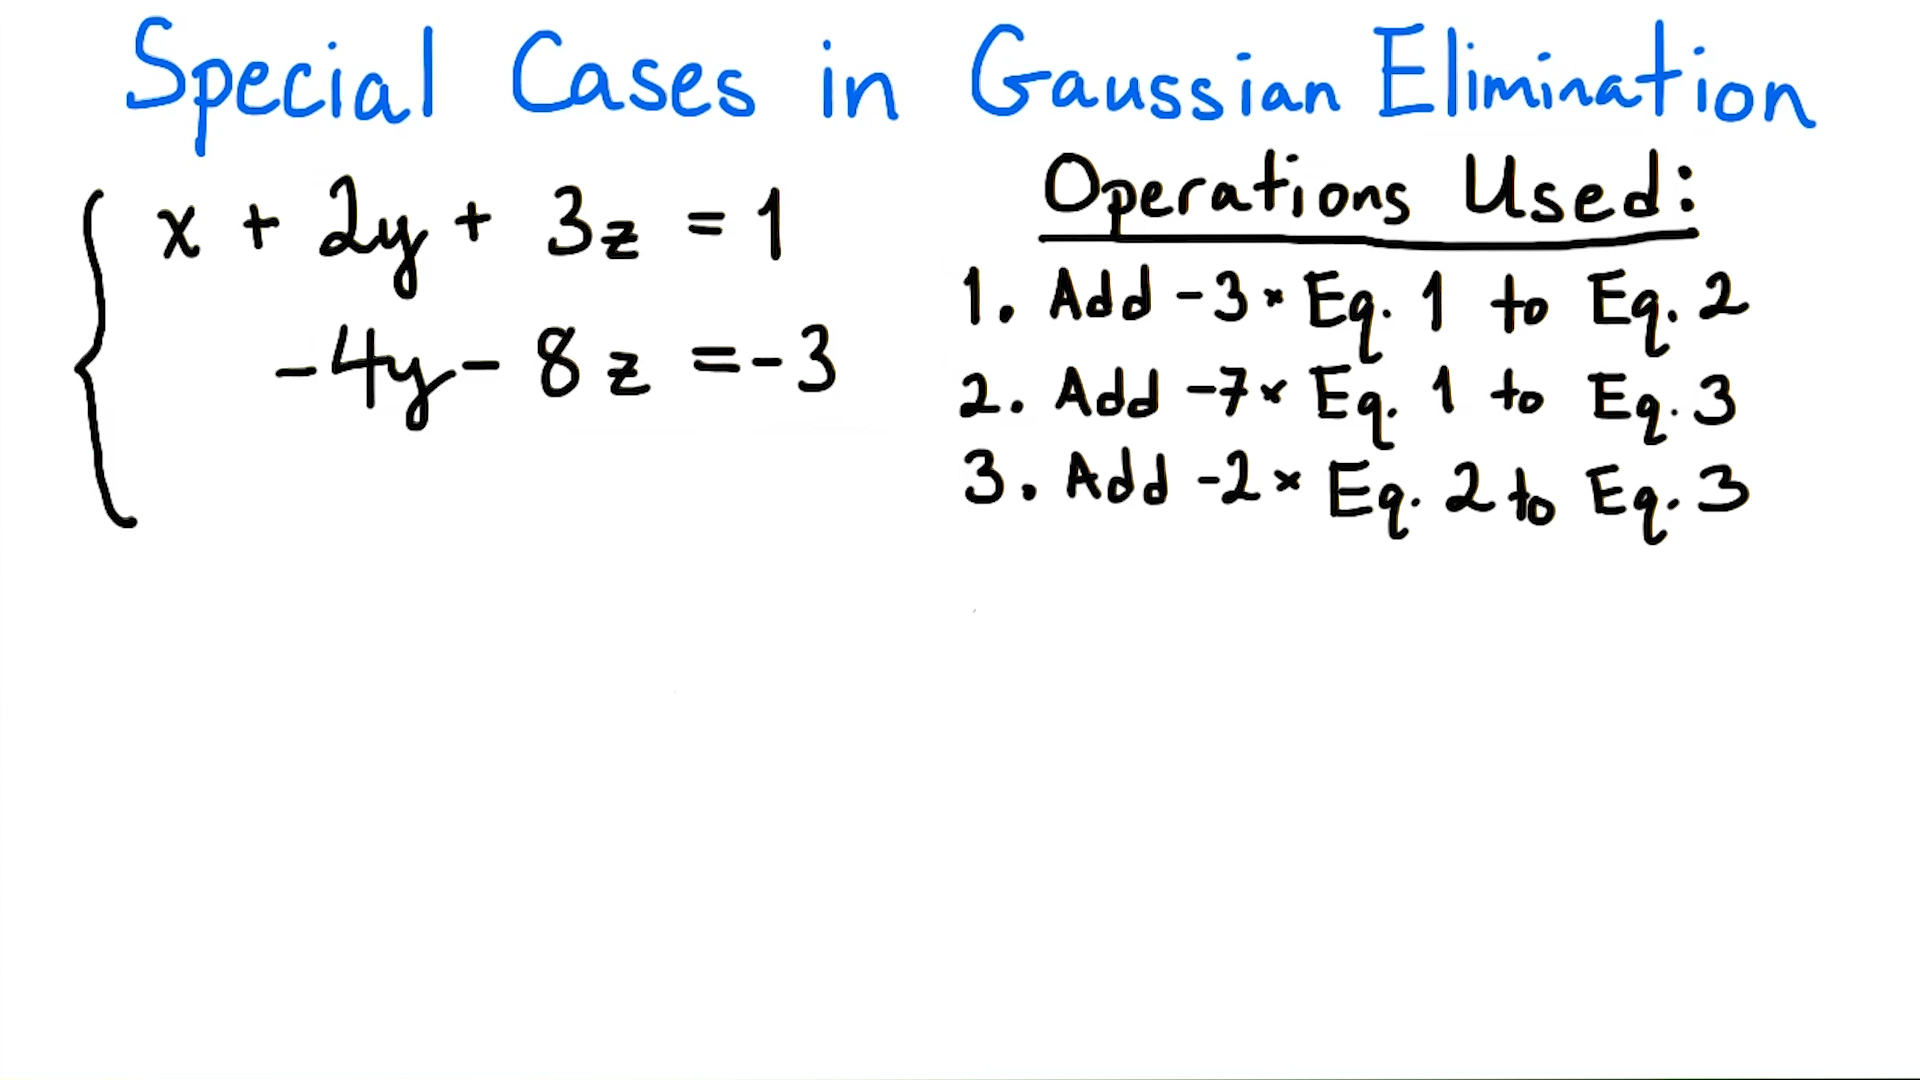 Special Cases in Gaussian Elimination
x + 2y + 3z = 1
-4y - 8z = -3
Operations Used:
1. Add -3 × Eq. 1 to Eq. 2
2. Add -7 × Eq. 1 to Eq. 3
3. Add -2 × Eq. 2 to Eq. 3